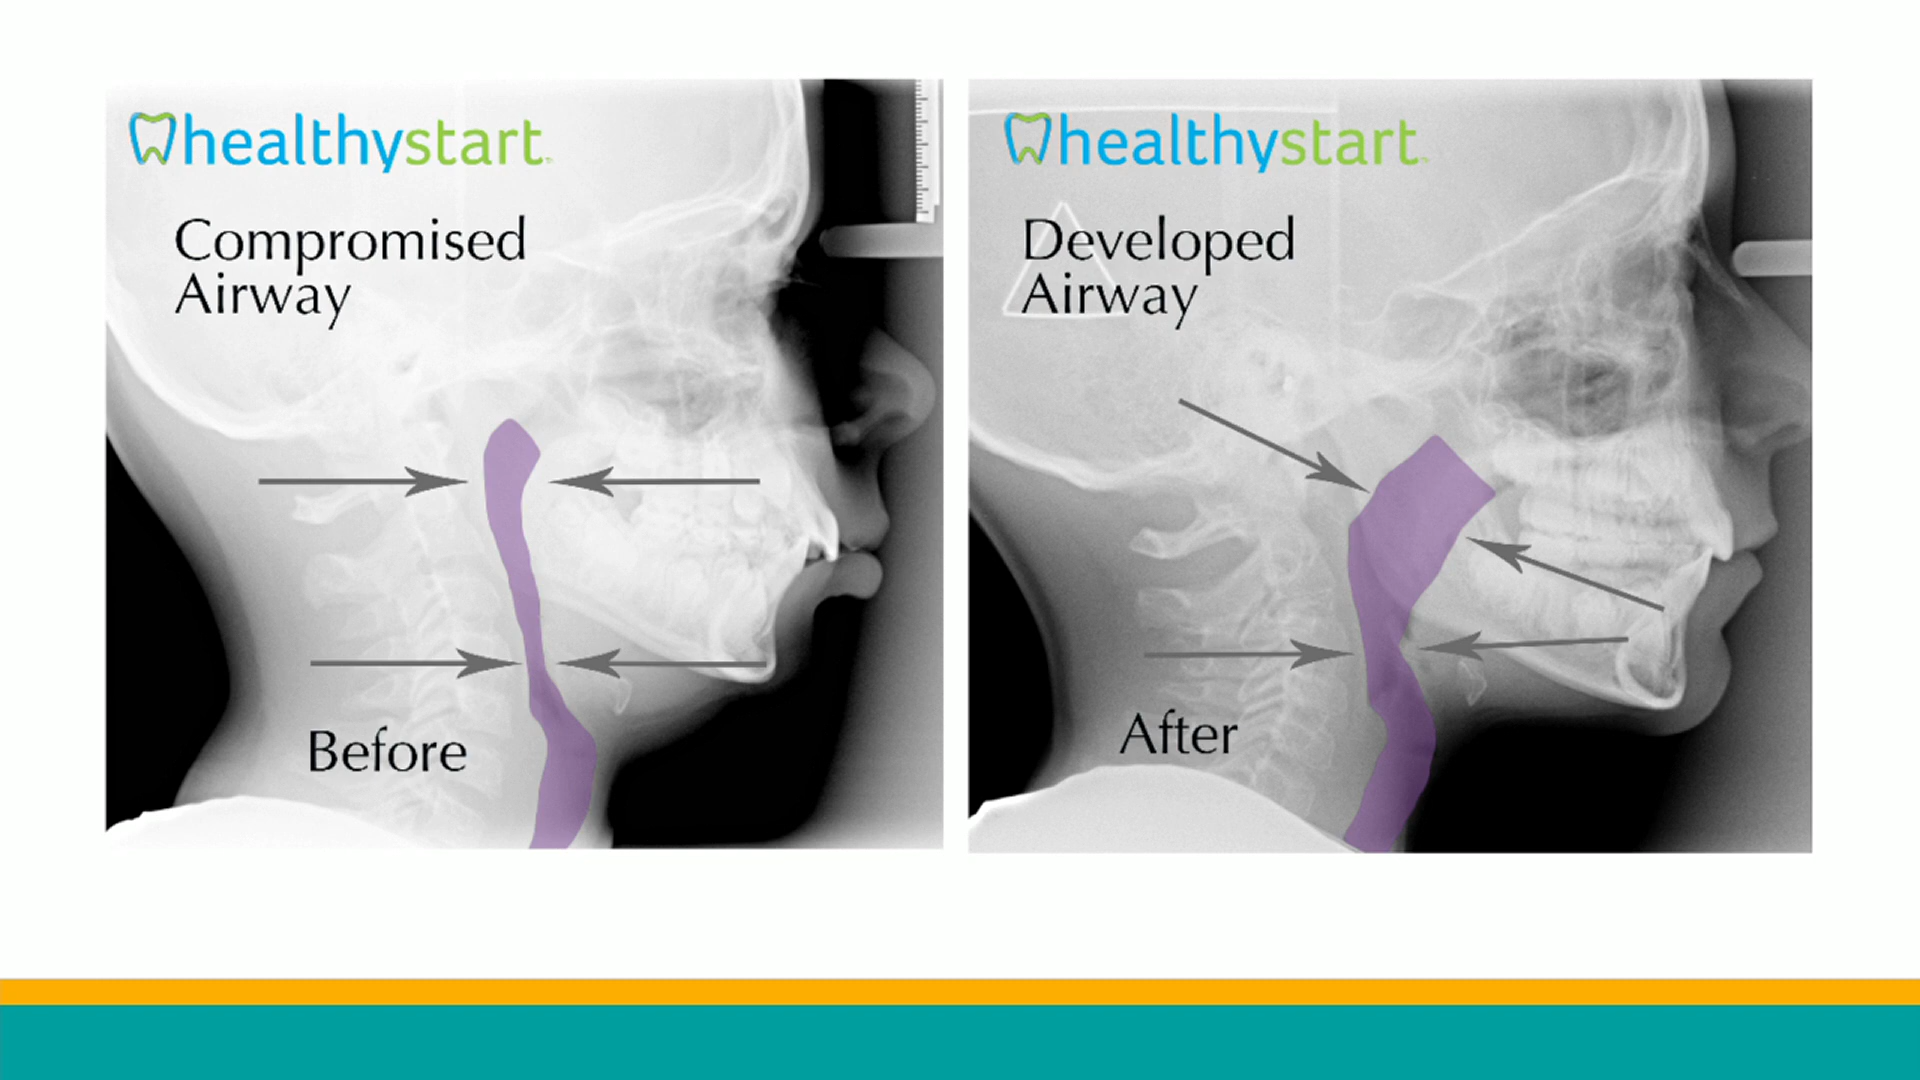 healthystart
Compromised
Airway
Before
healthystart
Developed
Airway
After